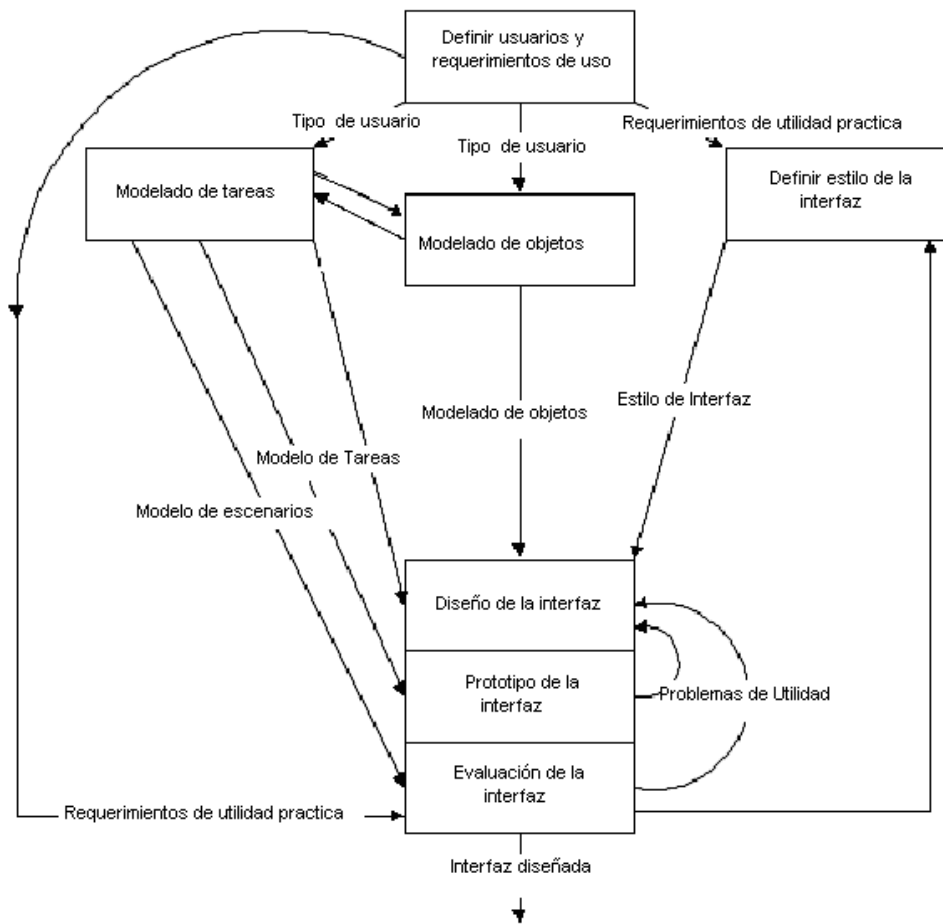 Definir usuarios y
requerimientos de uso
Tipo de usuario
Tipo de usuario
Requerimientos de utilidad practica
Modelado de tareas
Modelado de objetos
Definir estilo de la
interfaz
Modelado de objetos
Estilo de Interfaz
Modelo de Tareas
Modelo de escenarios
Diseño de la interfaz
Prototipo de la
interfaz
Problemas de Utilidad
Evaluación de la
interfaz
Requerimientos de utilidad practica
Interfaz diseñada